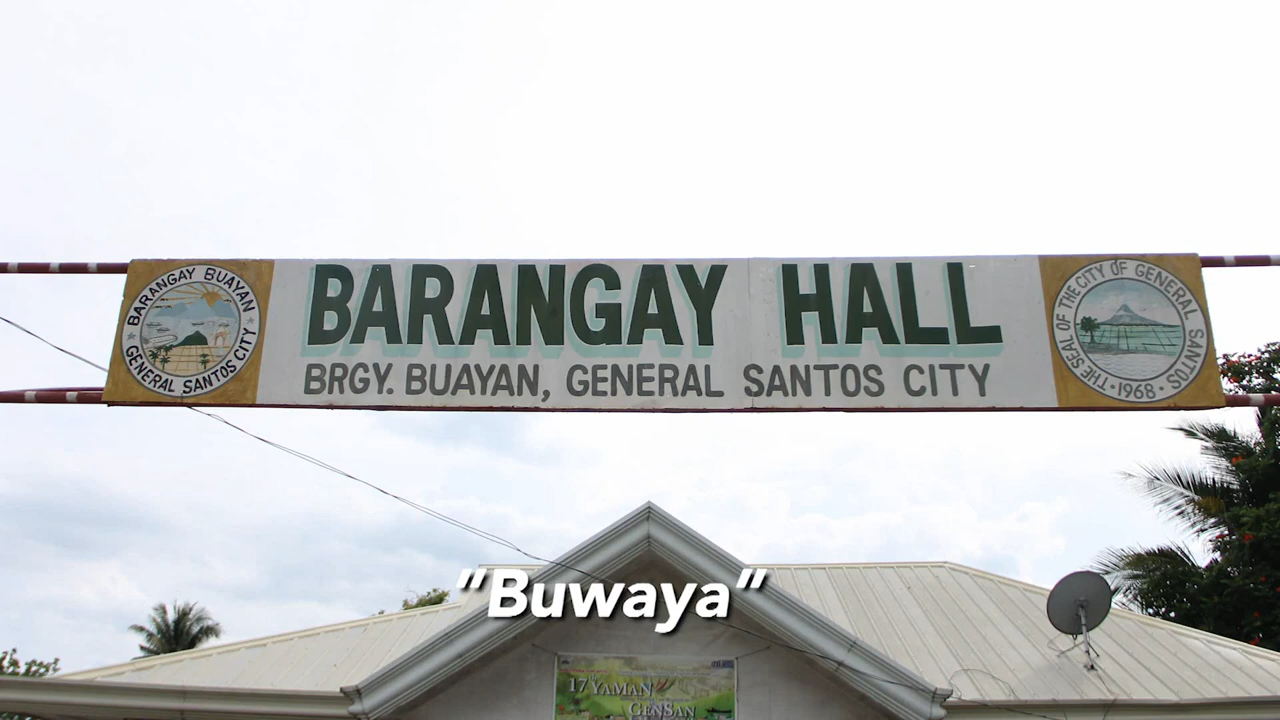 BARANGAY BUAYAN
GENERAL SANTOS CITY
BARANGAY HALL
BRGY. BUAYAN, GENERAL SANTOS CITY
THE SEAL OF THE CITY OF GENERAL SANTOS
1968
"Buwaya"
17th YAMAN
GENSAN